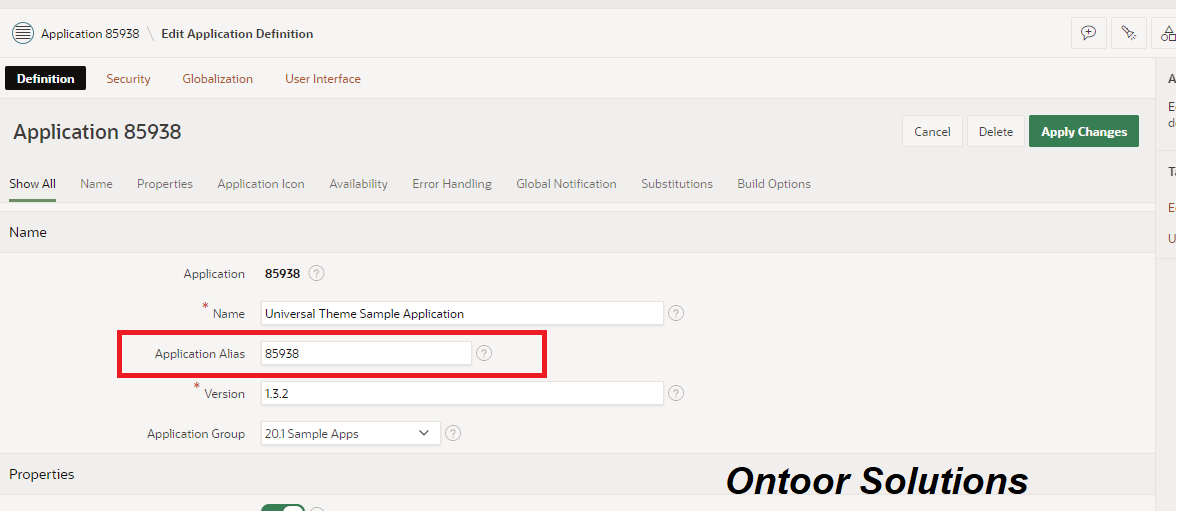 Application 85938 \ Edit Application Definition
Definition Security Globalization User Interface
Application 85938
Cancel Delete Apply Changes
Show All Name Properties Application Icon Availability Error Handling Global Notification Substitutions Build Options
Name
Application 85938 ?
* Name Universal Theme Sample Application ?
Application Alias 85938 ?
* Version 1.3.2 ?
Application Group 20.1 Sample Apps ?
Properties
Ontoor Solutions